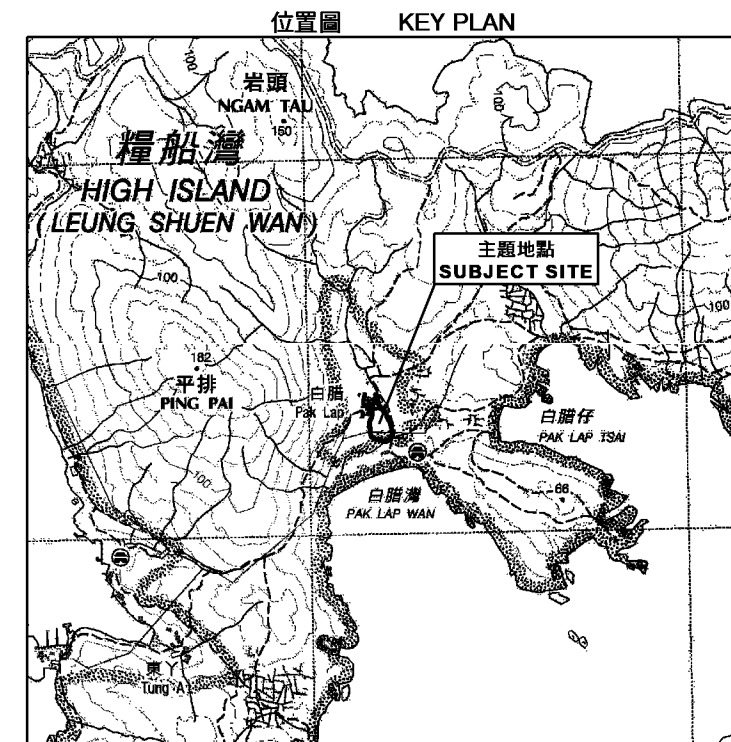 位置圖 KEY PLAN
100
100
岩頭
NGAM TAU
150
糧船灣
HIGH ISLAND
(LEUNG SHUEN WAN)
主題地點
SUBJECT SITE
100
100
182
平排
PING PAI
白腊
Pak Lap
白腊仔
PAK LAP TSAI
100
白腊灣
PAK LAP WAN
66
東丫
Tung A